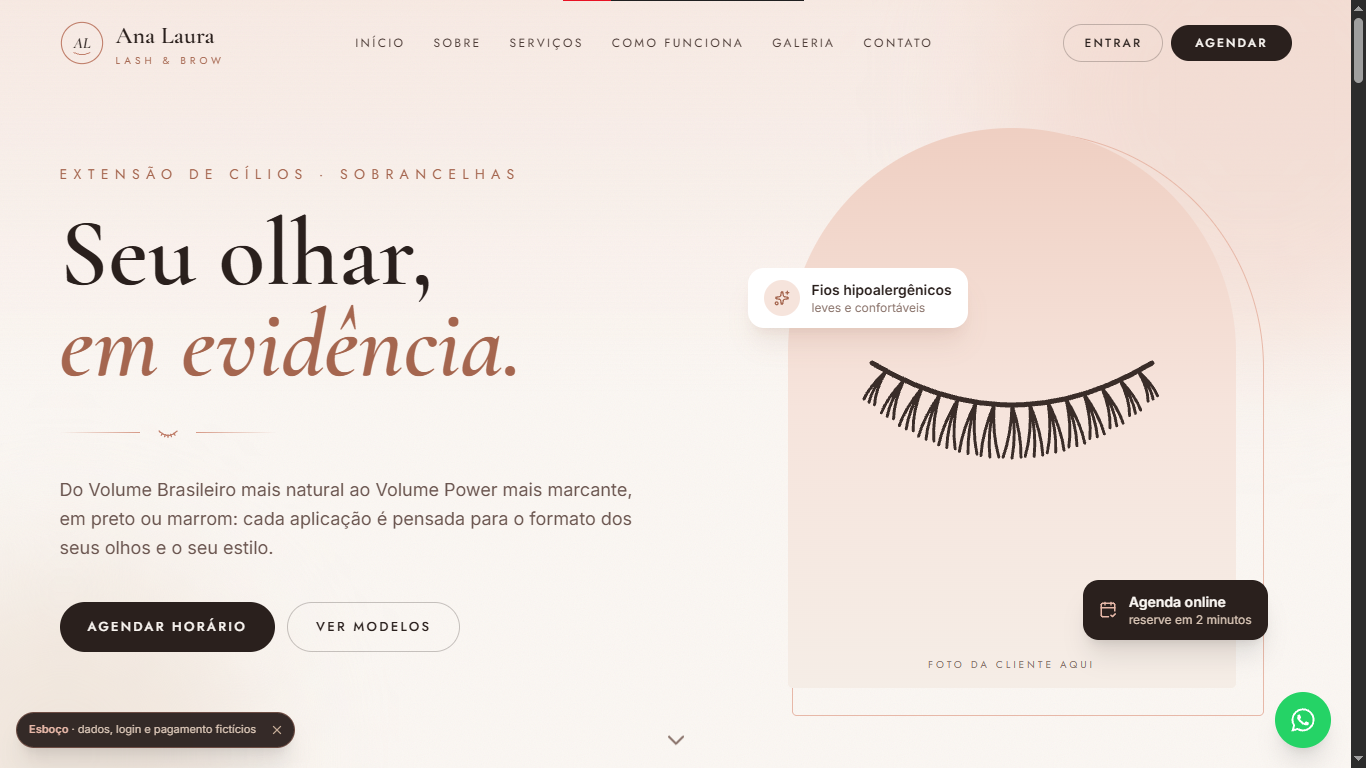 AL
Ana Laura
LASH & BROW
INÍCIO
SOBRE
SERVIÇOS
COMO FUNCIONA
GALERIA
CONTATO
ENTRAR
AGENDAR
EXTENSÃO DE CÍLIOS · SOBRANCELHAS
Seu olhar,
em evidência.
Do Volume Brasileiro mais natural ao Volume Power mais marcante,
em preto ou marrom: cada aplicação é pensada para o formato dos
seus olhos e o seu estilo.
AGENDAR HORÁRIO
VER MODELOS
Fios hipoalergênicos
leves e confortáveis
Agenda online
reserve em 2 minutos
FOTO DA CLIENTE AQUI
Esboço · dados, login e pagamento fictícios